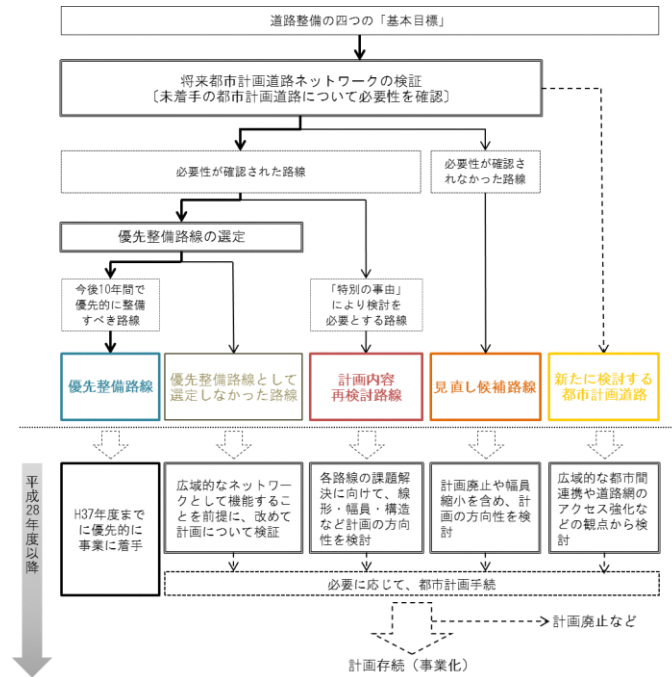 道路整備の四つの「基本目標」
将来都市計画道路ネットワークの検証
〔未着手の都市計画道路について必要性を確認〕
必要性が確認された路線
必要性が確認さ
れなかった路線
優先整備路線の選定
今後10年間で
優先的に整備
すべき路線
「特別の事由」
により検討を
必要とする路線
優先整備路線
優先整備路線として
選定しなかった路線
計画内容
再検討路線
見直し候補路線
新たに検討する
都市計画道路
平成28年度以降
H37年度まで
に優先的に
事業に着手
広域的なネットワ
ークとして機能するこ
とを前提に、改めて
計画について検証
各路線の課題解
決に向けて、線
形・幅員・構造
など計画の方向
性を検討
計画廃止や幅員
縮小を含め、計
画の方向性を検
討
広域的な都市間
連携や道路網の
アクセス強化な
どの観点から検
討
必要に応じて、都市計画手続
計画廃止など
計画存続（事業化）